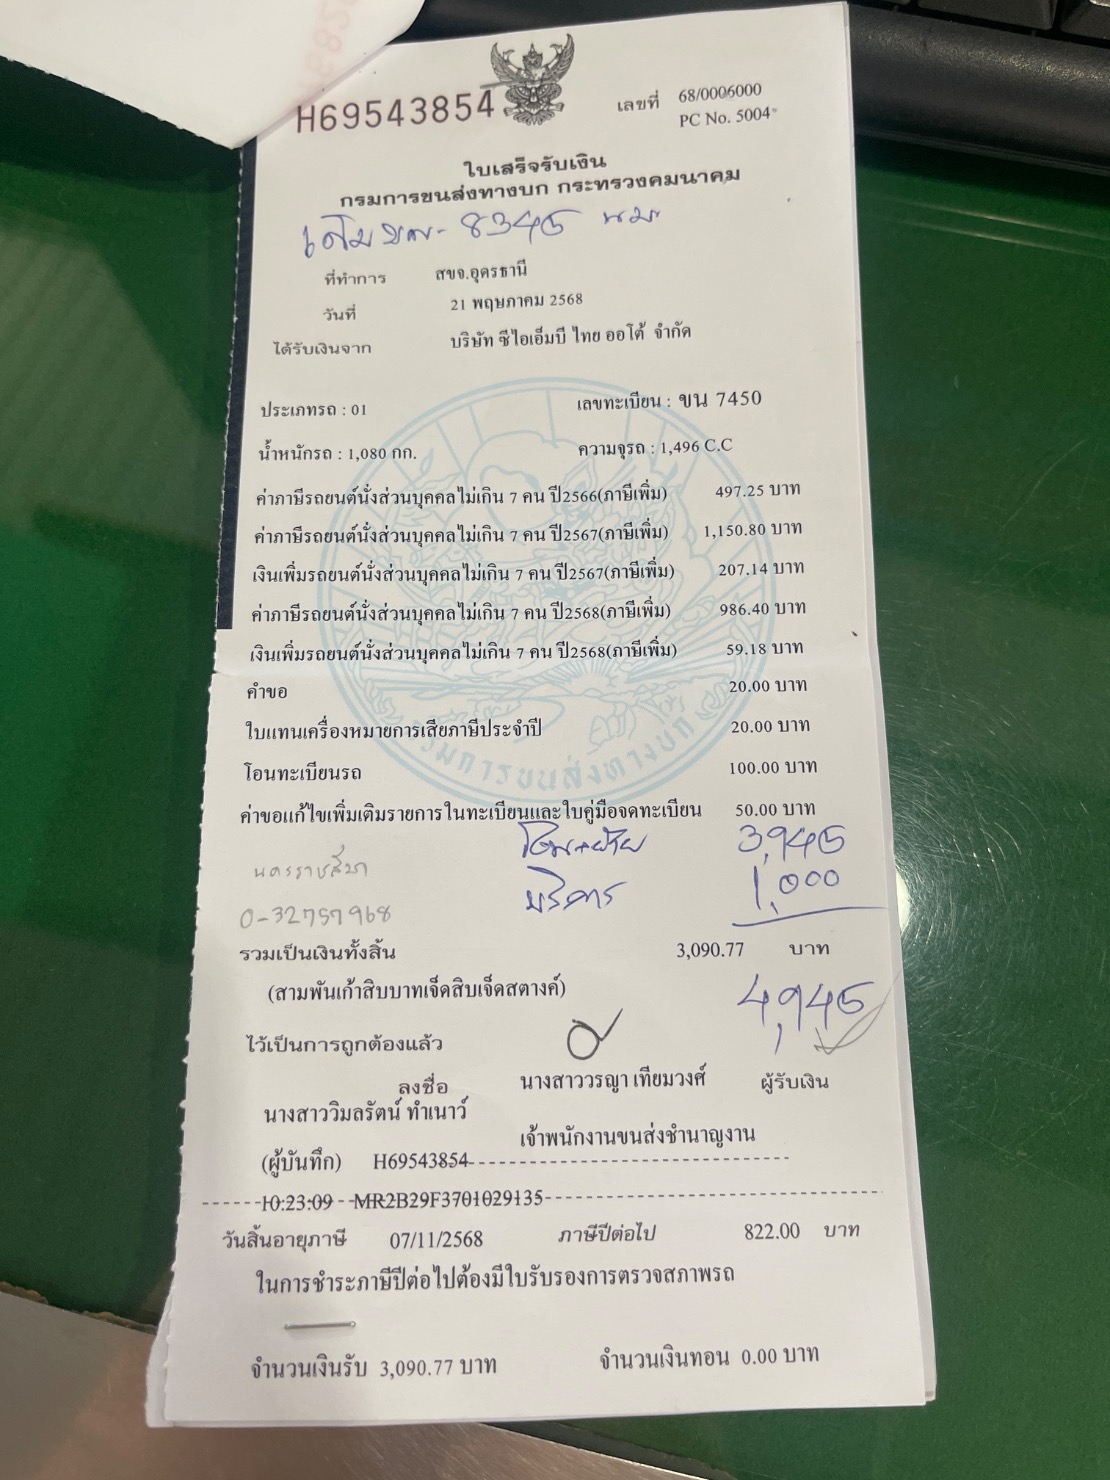 H69543854
เลขที่ 68/0006000
PC No. 5004
ใบเสร็จรับเงิน
กรมการขนส่งทางบก กระทรวงคมนาคม
เดิม 8345 นม
ที่ทำการ สขจ.อุดรธานี
วันที่ 21 พฤษภาคม 2568
ได้รับเงินจาก บริษัท ซีไอเอ็มบี ไทย ออโต้ จำกัด
ประเภทรถ : 01 เลขทะเบียน : ขน 7450
น้ำหนักรถ : 1,080 กก. ความจุรถ : 1,496 C.C
ค่าภาษีรถยนต์นั่งส่วนบุคคลไม่เกิน 7 คน ปี2566(ภาษีเพิ่ม) 497.25 บาท
ค่าภาษีรถยนต์นั่งส่วนบุคคลไม่เกิน 7 คน ปี2567(ภาษีเพิ่ม) 1,150.80 บาท
เงินเพิ่มรถยนต์นั่งส่วนบุคคลไม่เกิน 7 คน ปี2567(ภาษีเพิ่ม) 207.14 บาท
ค่าภาษีรถยนต์นั่งส่วนบุคคลไม่เกิน 7 คน ปี2568(ภาษีเพิ่ม) 986.40 บาท
เงินเพิ่มรถยนต์นั่งส่วนบุคคลไม่เกิน 7 คน ปี2568(ภาษีเพิ่ม) 59.18 บาท
คำขอ 20.00 บาท
ใบแทนเครื่องหมายการเสียภาษีประจำปี 20.00 บาท
กรมการขนส่งทางบก
โอนทะเบียนรถ 100.00 บาท
ค่าขอแก้ไขเพิ่มเติมรายการในทะเบียนและใบคู่มือจดทะเบียน 50.00 บาท
โอน+ย้าย 3,945
นครราชสีมา
บริการ 1,000
0-32757968
รวมเป็นเงินทั้งสิ้น 3,090.77 บาท
(สามพันเก้าสิบบาทเจ็ดสิบเจ็ดสตางค์)
4,945
ไว้เป็นการถูกต้องแล้ว
ลงชื่อ นางสาววรญา เทียมวงศ์ ผู้รับเงิน
นางสาววิมลรัตน์ ทำเนาว์
เจ้าพนักงานขนส่งชำนาญงาน
(ผู้บันทึก) H69543854
10:23:09 MR2B29F3701029135
วันสิ้นอายุภาษี 07/11/2568 ภาษีปีต่อไป 822.00 บาท
ในการชำระภาษีปีต่อไปต้องมีใบรับรองการตรวจสภาพรถ
จำนวนเงินรับ 3,090.77 บาท จำนวนเงินทอน 0.00 บาท